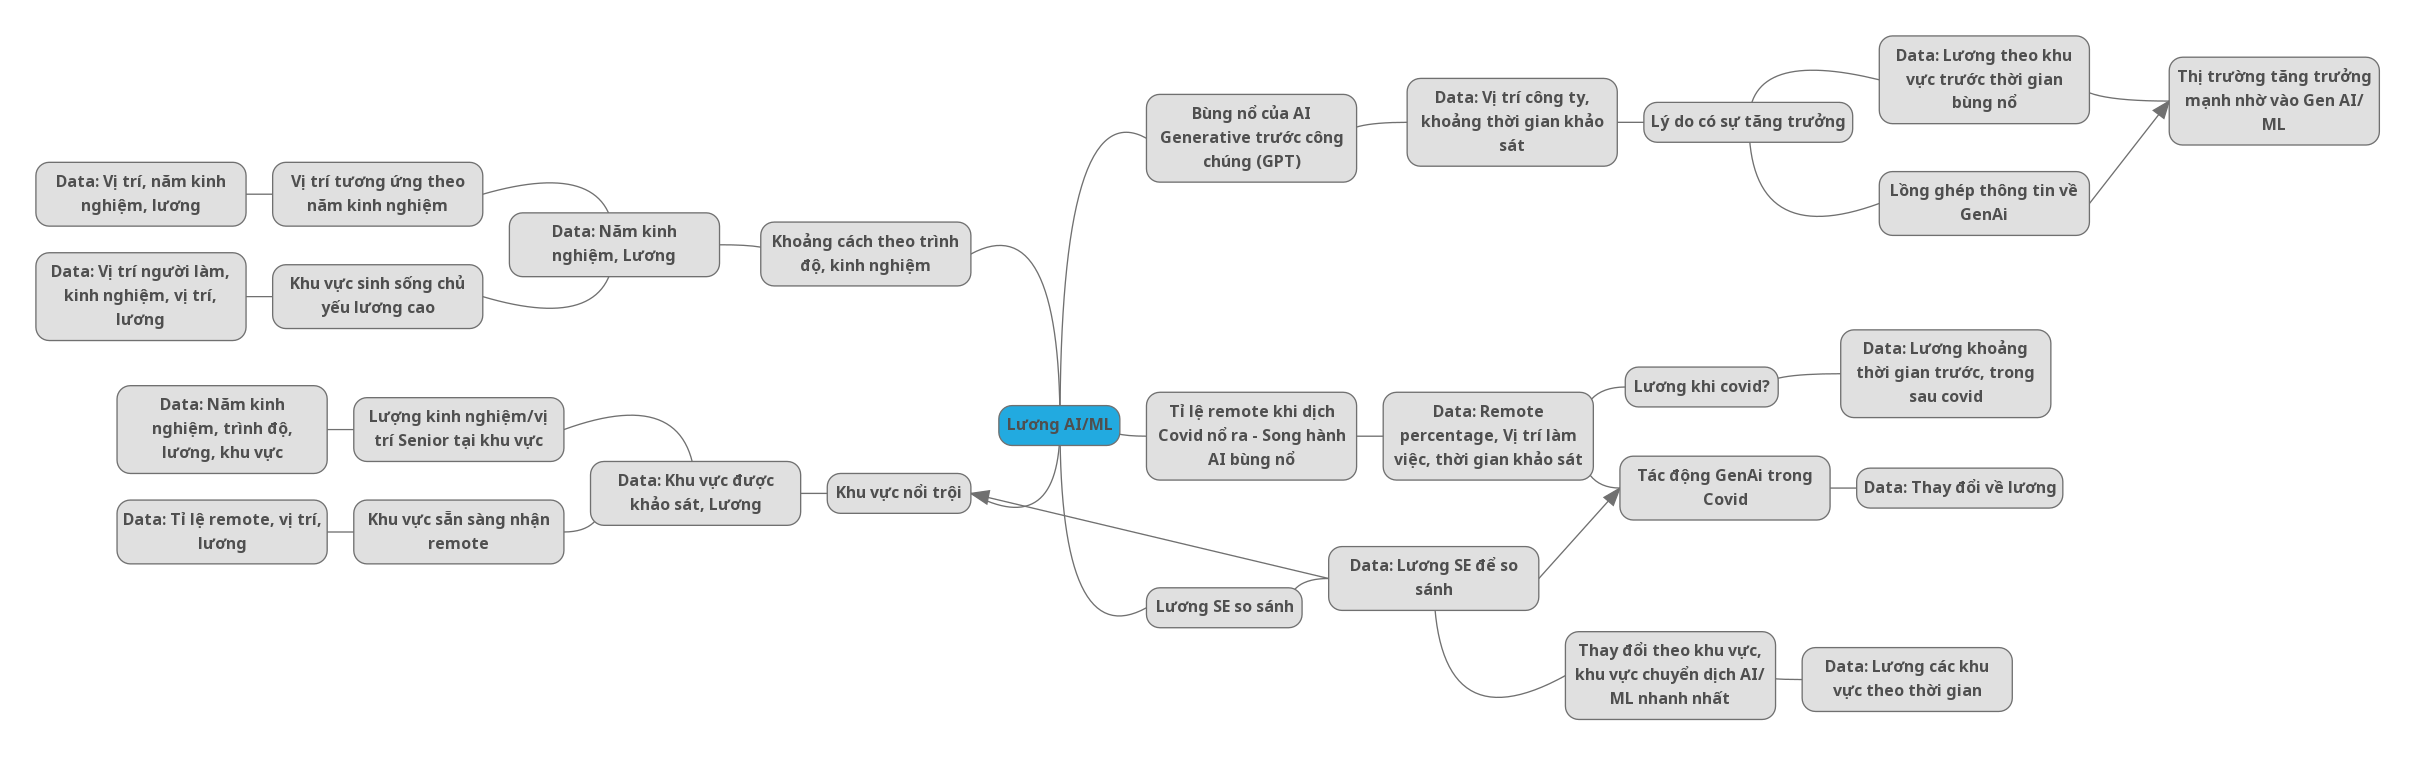 Lương AI/ML
Bùng nổ của AI
Generative trước công
chúng (GPT)
Data: Vị trí công ty,
khoảng thời gian khảo
sát
Lý do có sự tăng trưởng
Data: Lương theo khu
vực trước thời gian
bùng nổ
Thị trường tăng trưởng
mạnh nhờ vào Gen AI/
ML
Lồng ghép thông tin về
GenAi
Tỉ lệ remote khi dịch
Covid nổ ra - Song hành
AI bùng nổ
Data: Remote
percentage, Vị trí làm
việc, thời gian khảo sát
Lương khi covid?
Data: Lương khoảng
thời gian trước, trong
sau covid
Tác động GenAi trong
Covid
Data: Thay đổi về lương
Lương SE so sánh
Data: Lương SE để so
sánh
Thay đổi theo khu vực,
khu vực chuyển dịch AI/
ML nhanh nhất
Data: Lương các khu
vực theo thời gian
Khoảng cách theo trình
độ, kinh nghiệm
Data: Năm kinh
nghiệm, Lương
Vị trí tương ứng theo
năm kinh nghiệm
Data: Vị trí, năm kinh
nghiệm, lương
Khu vực sinh sống chủ
yếu lương cao
Data: Vị trí người làm,
kinh nghiệm, vị trí,
lương
Khu vực nổi trội
Data: Khu vực được
khảo sát, Lương
Lượng kinh nghiệm/vị
trí Senior tại khu vực
Data: Năm kinh
nghiệm, trình độ,
lương, khu vực
Khu vực sẵn sàng nhận
remote
Data: Tỉ lệ remote, vị trí,
lương